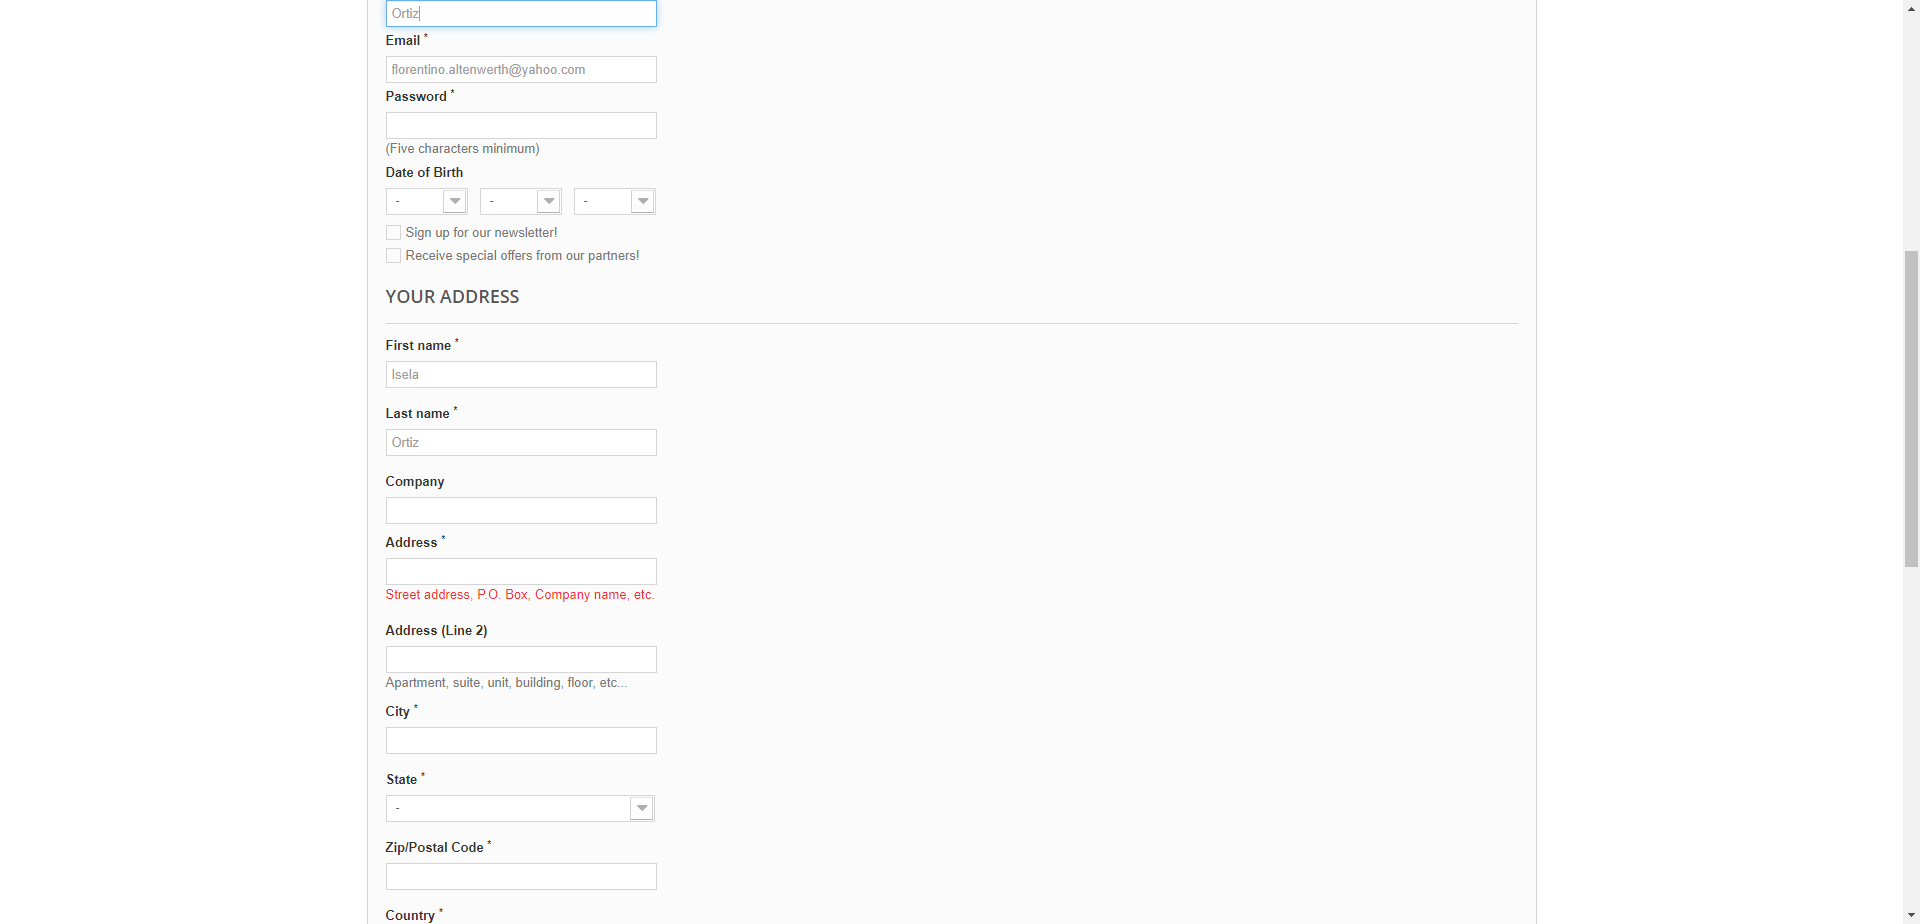 Ortiz
Email *
florentino.altenwerth@yahoo.com
Password *
(Five characters minimum)
Date of Birth
- - -
Sign up for our newsletter!
Receive special offers from our partners!
YOUR ADDRESS
First name *
Isela
Last name *
Ortiz
Company
Address *
Street address, P.O. Box, Company name, etc.
Address (Line 2)
Apartment, suite, unit, building, floor, etc...
City *
State *
-
Zip/Postal Code *
Country *